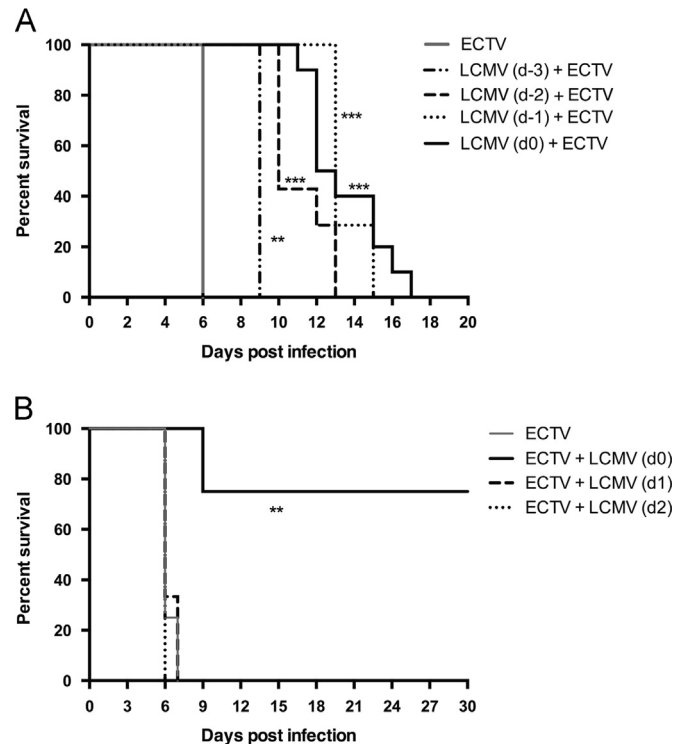 A
Percent survival
100
80
60
40
20
0
***
***
***
**
0 2 4 6 8 10 12 14 16 18 20
Days post infection
ECTV
LCMV (d-3) + ECTV
LCMV (d-2) + ECTV
LCMV (d-1) + ECTV
LCMV (d0) + ECTV
B
Percent survival
100
80
60
40
20
0
**
0 3 6 9 12 15 18 21 24 27 30
Days post infection
ECTV
ECTV + LCMV (d0)
ECTV + LCMV (d1)
ECTV + LCMV (d2)